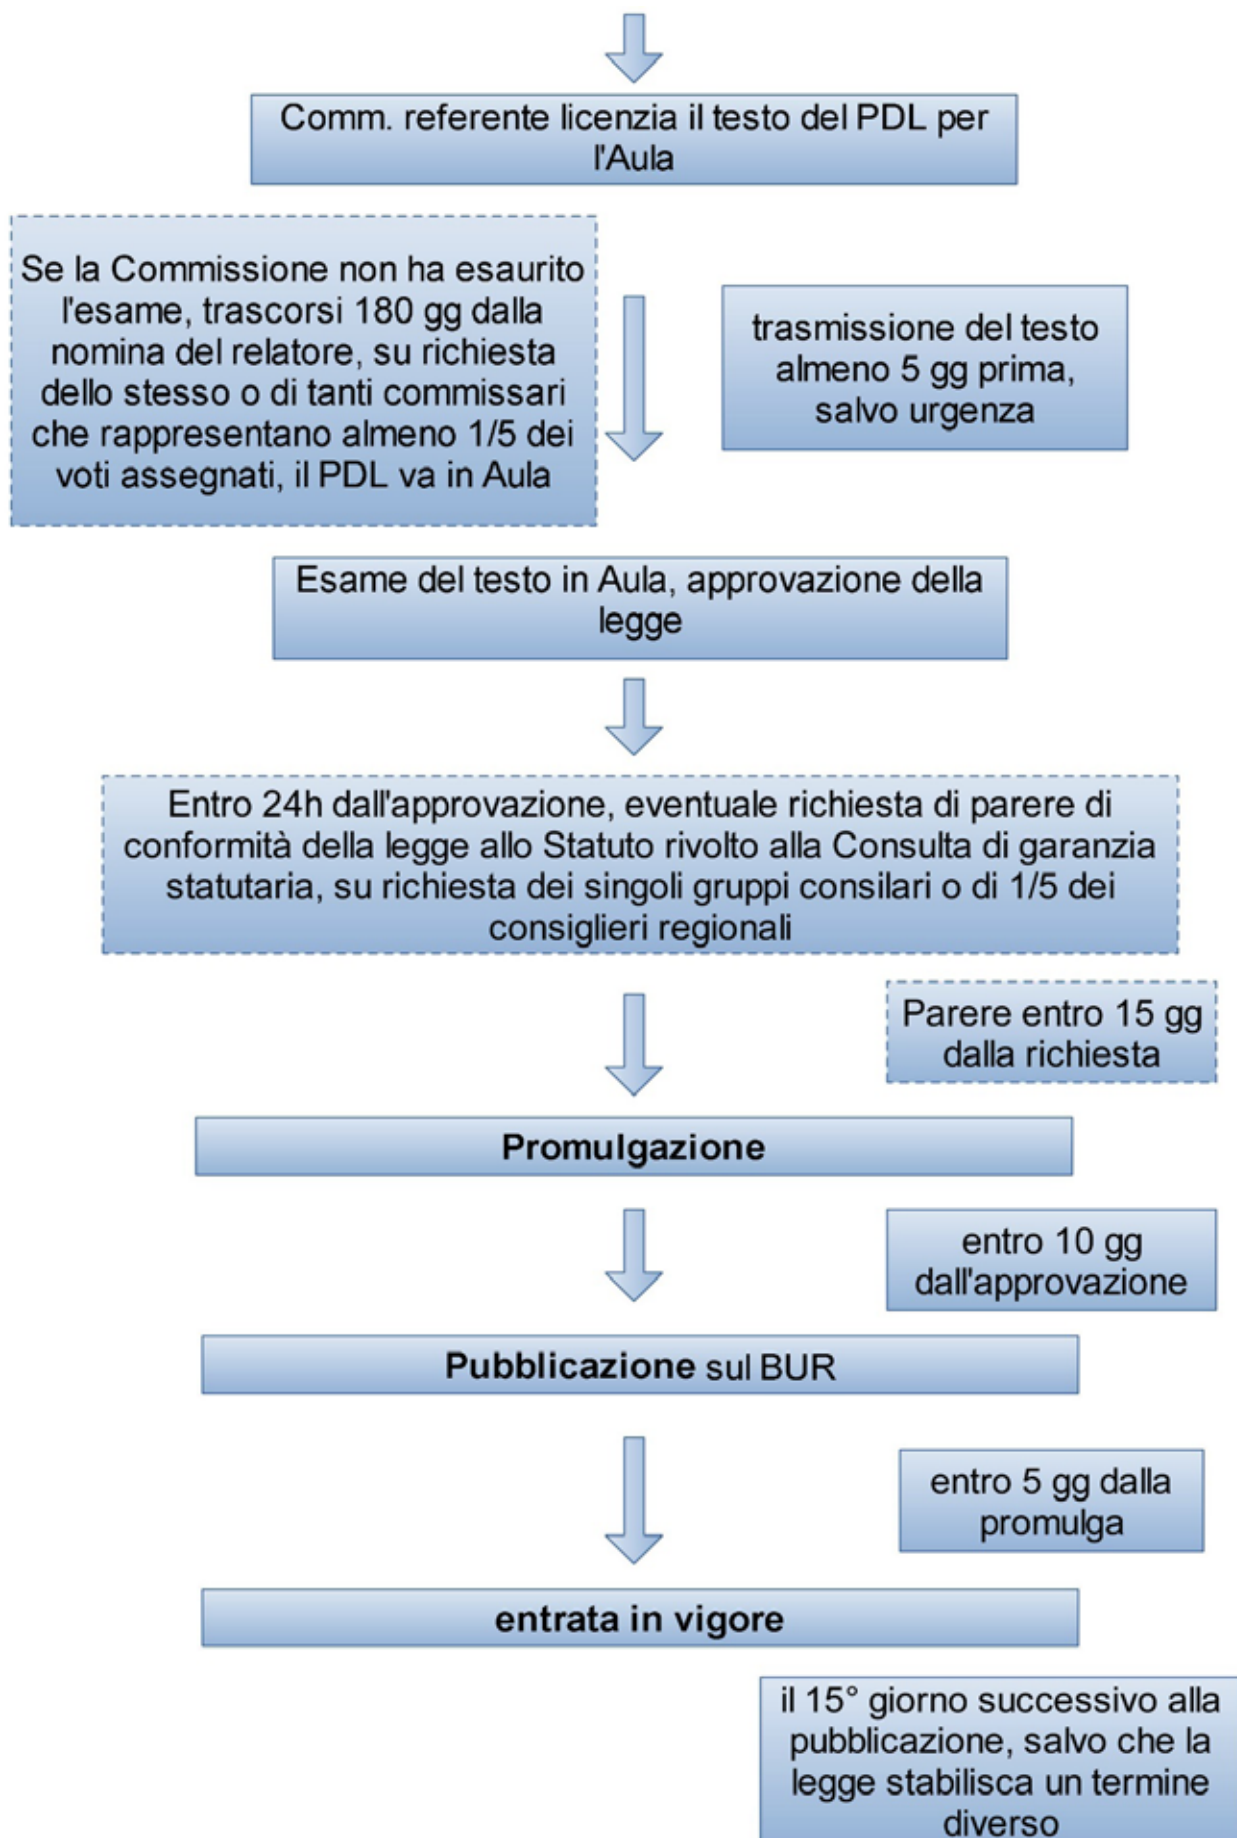 Comm. referente licenzia il testo del PDL per
l'Aula
Se la Commissione non ha esaurito
l'esame, trascorsi 180 gg dalla
nomina del relatore, su richiesta
dello stesso o di tanti commissari
che rappresentano almeno 1/5 dei
voti assegnati, il PDL va in Aula
trasmissione del testo
almeno 5 gg prima,
salvo urgenza
Esame del testo in Aula, approvazione della
legge
Entro 24h dall'approvazione, eventuale richiesta di parere di
conformità della legge allo Statuto rivolto alla Consulta di garanzia
statutaria, su richiesta dei singoli gruppi consilari o di 1/5 dei
consiglieri regionali
Parere entro 15 gg
dalla richiesta
Promulgazione
entro 10 gg
dall'approvazione
Pubblicazione sul BUR
entro 5 gg dalla
promulga
entrata in vigore
il 15° giorno successivo alla
pubblicazione, salvo che la
legge stabilisca un termine
diverso